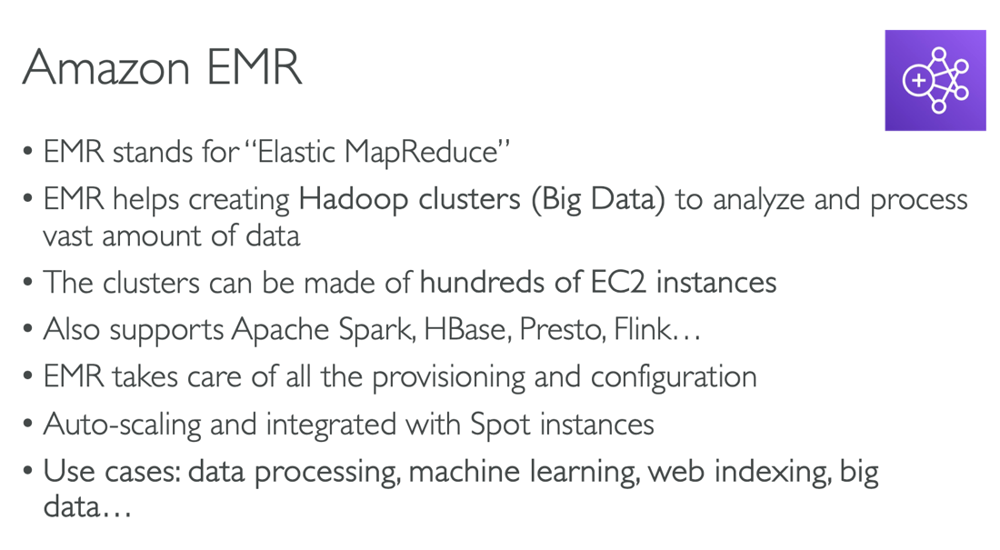 Amazon EMR
• EMR stands for “Elastic MapReduce”
• EMR helps creating Hadoop clusters (Big Data) to analyze and process
vast amount of data
• The clusters can be made of hundreds of EC2 instances
• Also supports Apache Spark, HBase, Presto, Flink…
• EMR takes care of all the provisioning and configuration
• Auto-scaling and integrated with Spot instances
• Use cases: data processing, machine learning, web indexing, big
data…